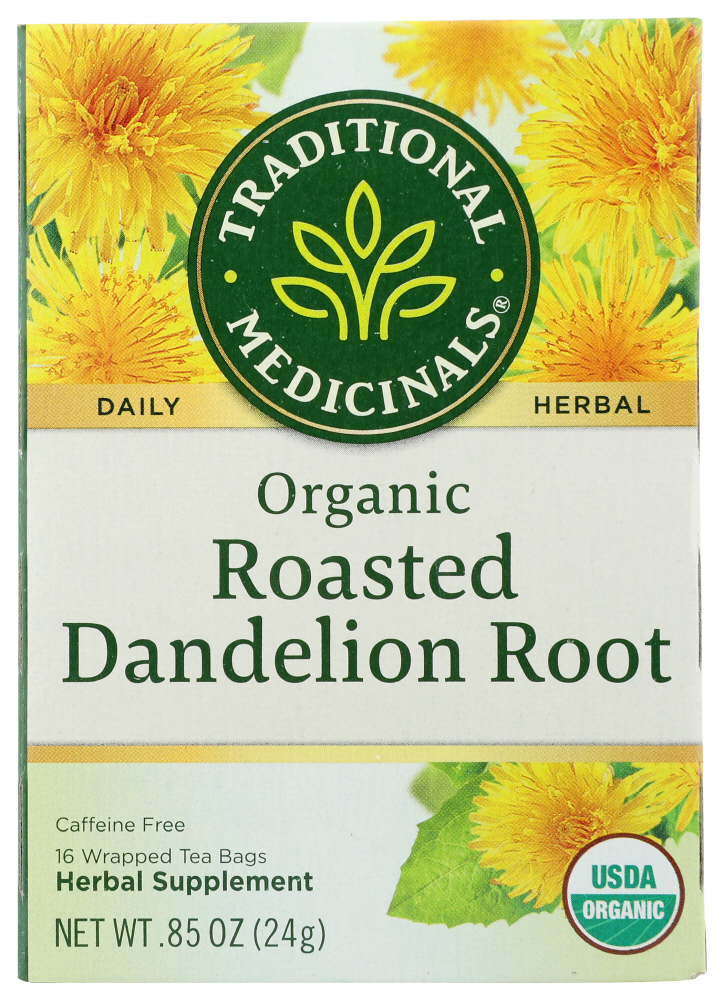 TRADITIONAL
MEDICINALS®
DAILY
HERBAL
Organic
Roasted
Dandelion Root
Caffeine Free
16 Wrapped Tea Bags
Herbal Supplement
NET WT .85 OZ (24g)
USDA
ORGANIC